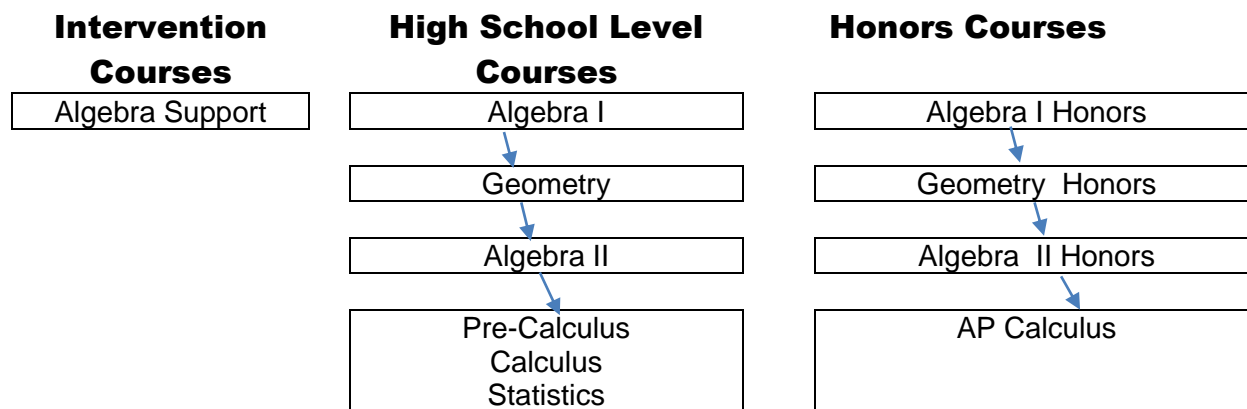 Intervention
Courses
High School Level
Courses
Honors Courses
Algebra Support
Algebra I
Algebra I Honors
Geometry
Geometry Honors
Algebra II
Algebra II Honors
Pre-Calculus
Calculus
Statistics
AP Calculus